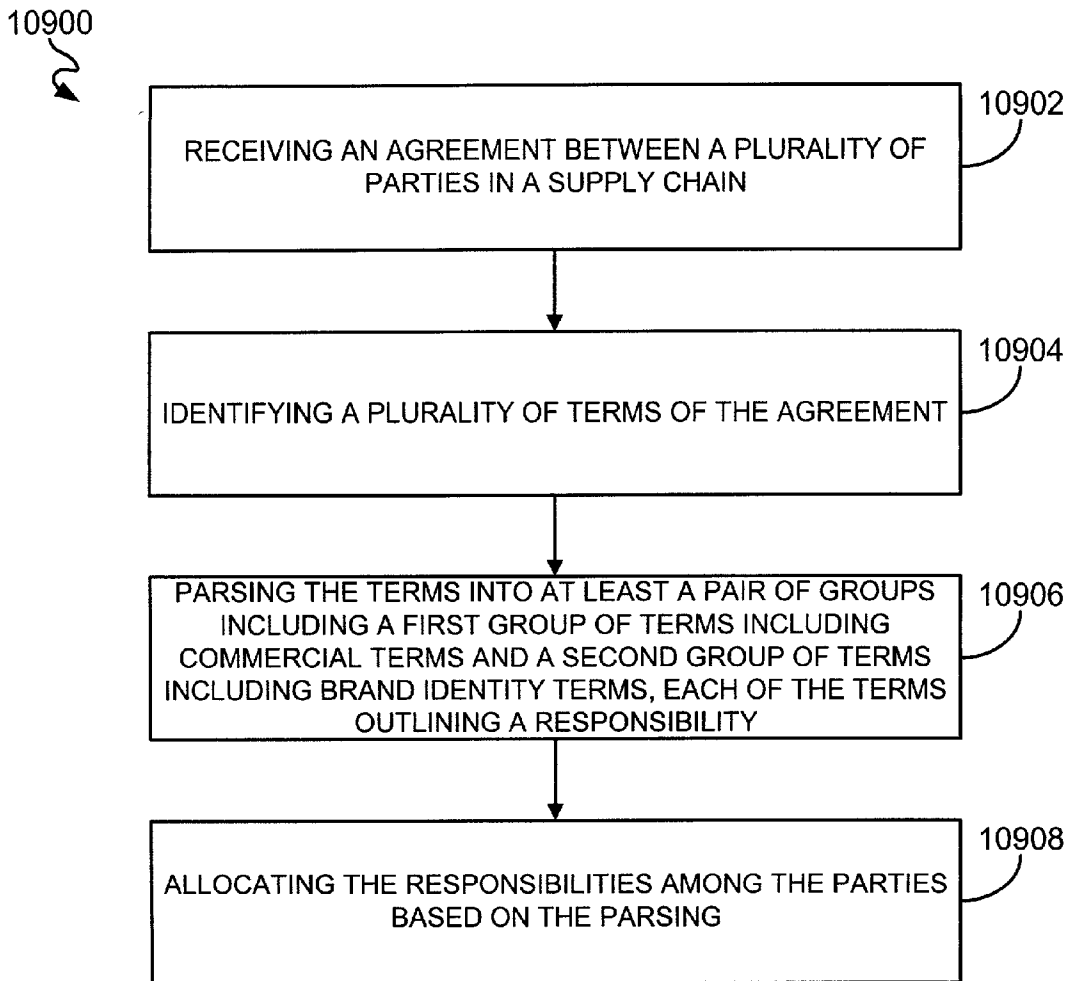 10900
10902
RECEIVING AN AGREEMENT BETWEEN A PLURALITY OF
PARTIES IN A SUPPLY CHAIN
10904
IDENTIFYING A PLURALITY OF TERMS OF THE AGREEMENT
10906
PARSING THE TERMS INTO AT LEAST A PAIR OF GROUPS
INCLUDING A FIRST GROUP OF TERMS INCLUDING
COMMERCIAL TERMS AND A SECOND GROUP OF TERMS
INCLUDING BRAND IDENTITY TERMS, EACH OF THE TERMS
OUTLINING A RESPONSIBILITY
10908
ALLOCATING THE RESPONSIBILITIES AMONG THE PARTIES
BASED ON THE PARSING